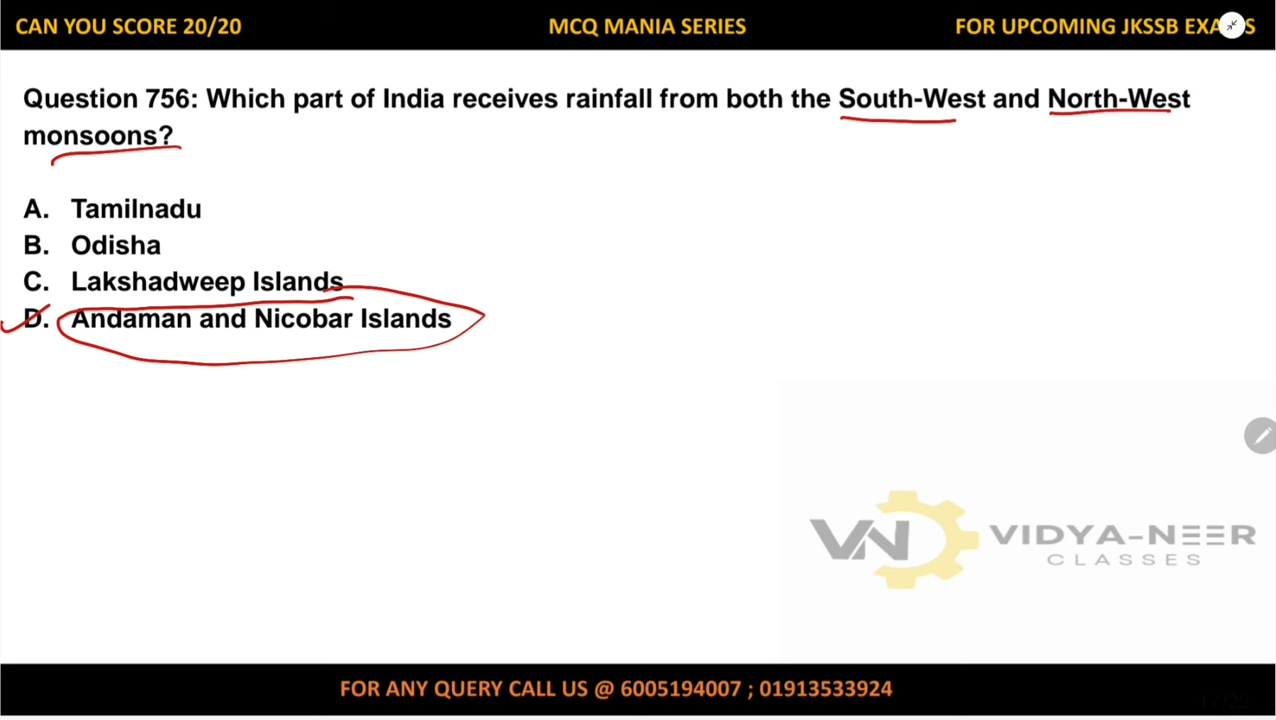 CAN YOU SCORE 20/20 MCQ MANIA SERIES FOR UPCOMING JKSSB EXAMS
Question 756: Which part of India receives rainfall from both the South-West and North-West
monsoons?
A. Tamilnadu
B. Odisha
C. Lakshadweep Islands
D. Andaman and Nicobar Islands
VN VIDYA-NEER
CLASSES
FOR ANY QUERY CALL US @ 6005194007 ; 01913533924
17/23